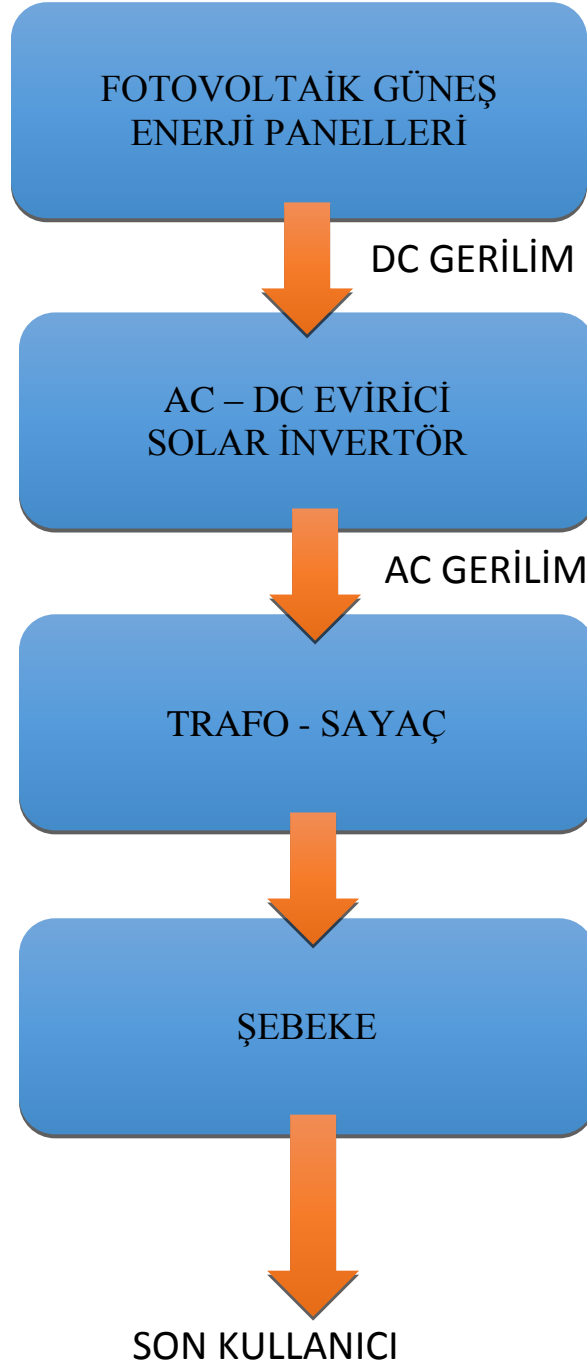 FOTOVOLTAİK GÜNEŞ
ENERJİ PANELLERİ
DC GERİLİM
AC – DC EVİRİCİ
SOLAR İNVERTÖR
AC GERİLİM
TRAFO - SAYAÇ
ŞEBEKE
SON KULLANICI